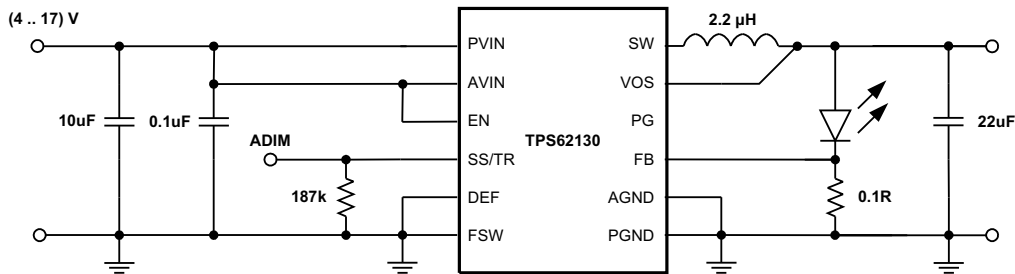 (4 .. 17) V
2.2 µH
PVIN
SW
AVIN
VOS
10uF
0.1uF
EN
PG
TPS62130
22uF
ADIM
SS/TR
FB
187k
DEF
AGND
0.1R
FSW
PGND